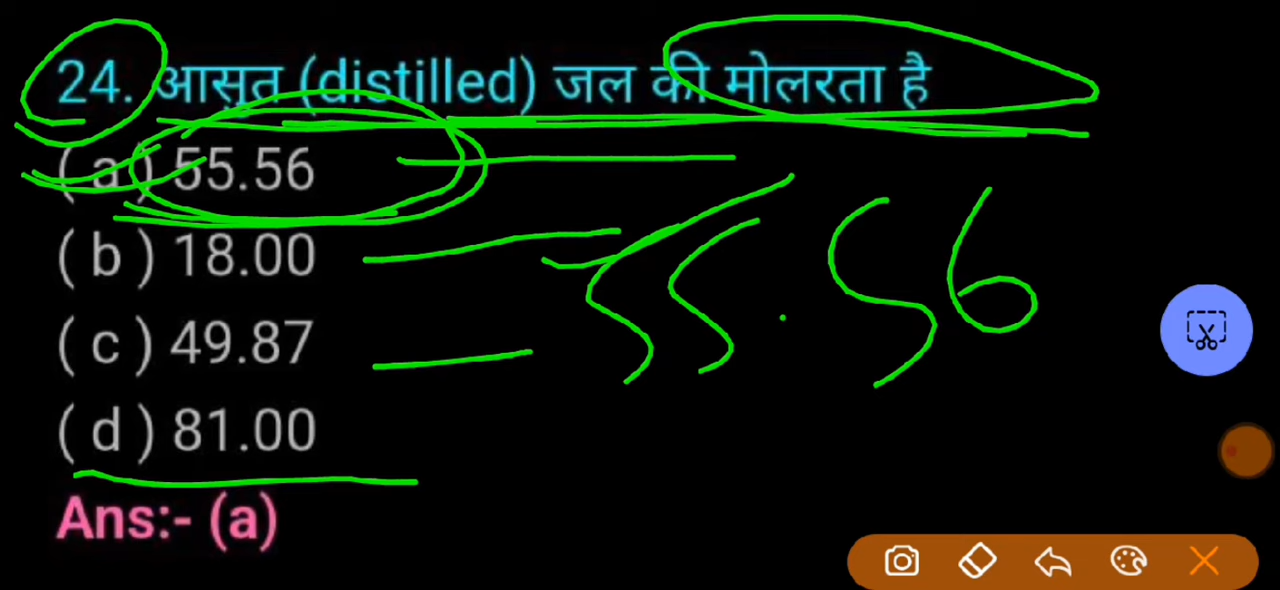 24. आसुत (distilled) जल की मोलरता है
(a) 55.56
(b) 18.00
(c) 49.87
(d) 81.00
55.56
Ans:- (a)